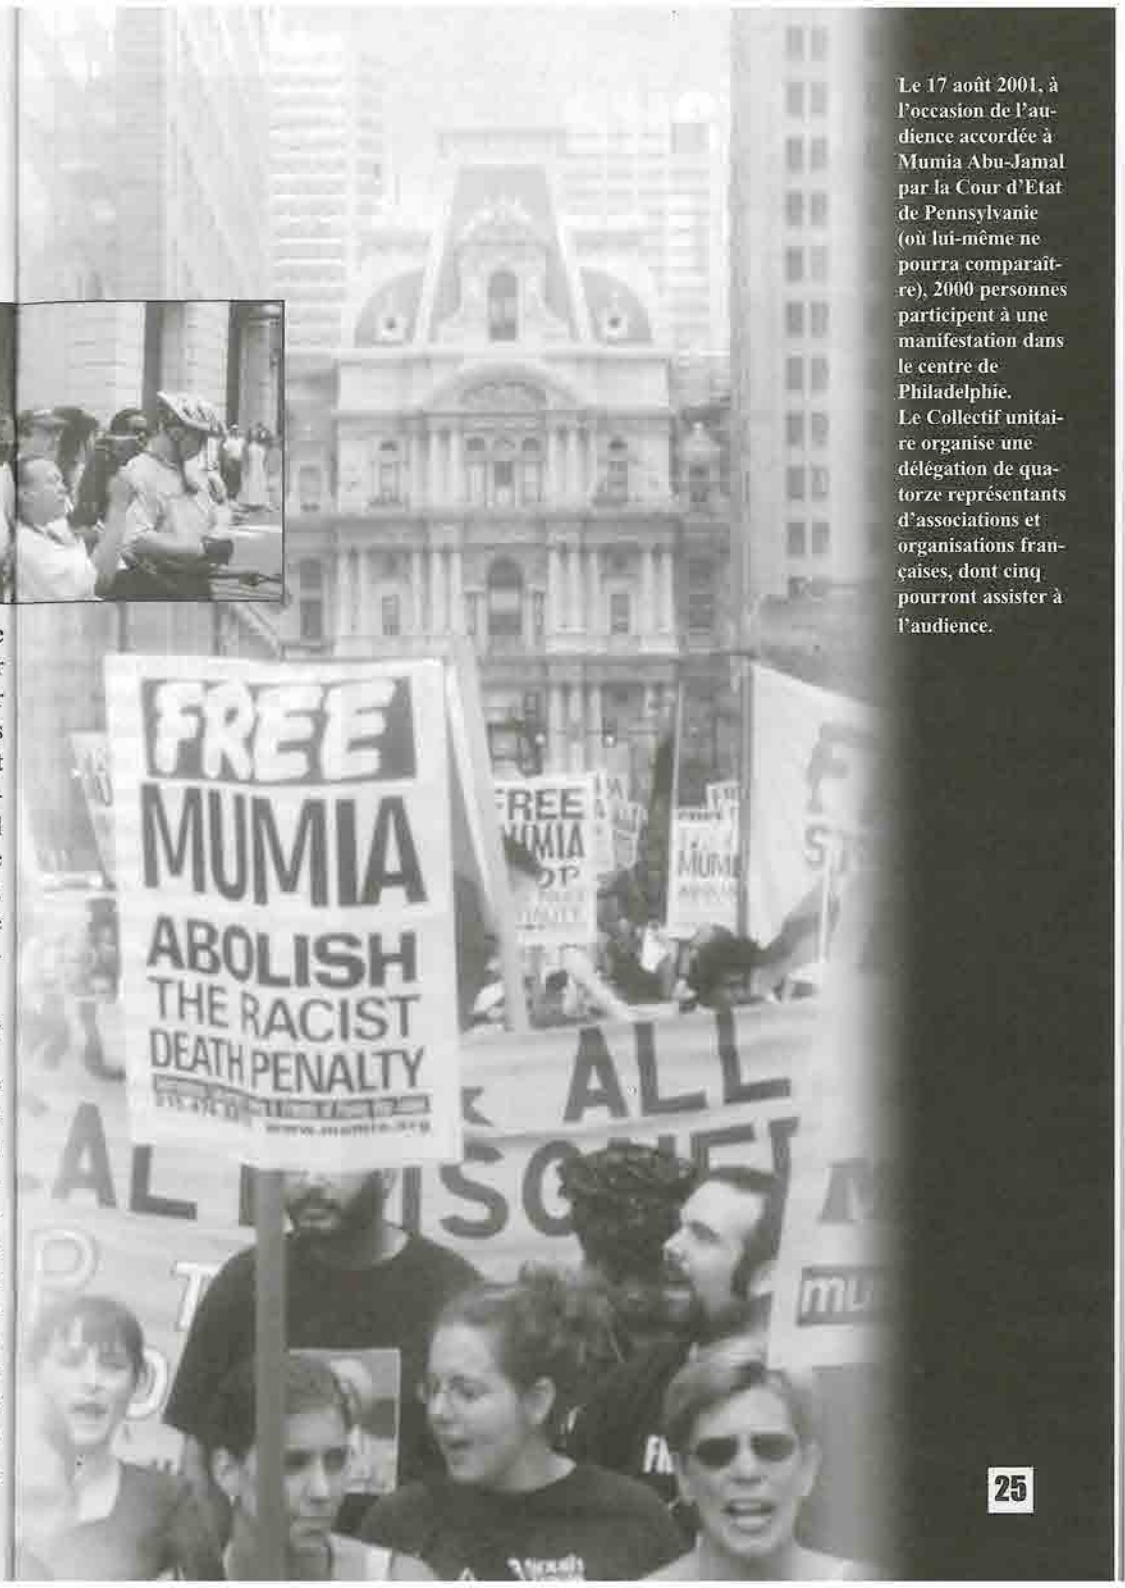 Le 17 août 2001, à
l'occasion de l'au-
dience accordée à
Mumia Abu-Jamal
par la Cour d'Etat
de Pennsylvanie
(où lui-même ne
pourra comparaît-
re), 2000 personnes
participent à une
manifestation dans
le centre de
Philadelphie.
Le Collectif unitai-
re organise une
délégation de qua-
torze représentants
d'associations et
organisations fran-
çaises, dont cinq
pourront assister à
l'audience.
FREE
MUMIA
ABOLISH
THE RACIST
DEATH PENALTY
www.mumia.org
FREE
MUMIA
ALL
25